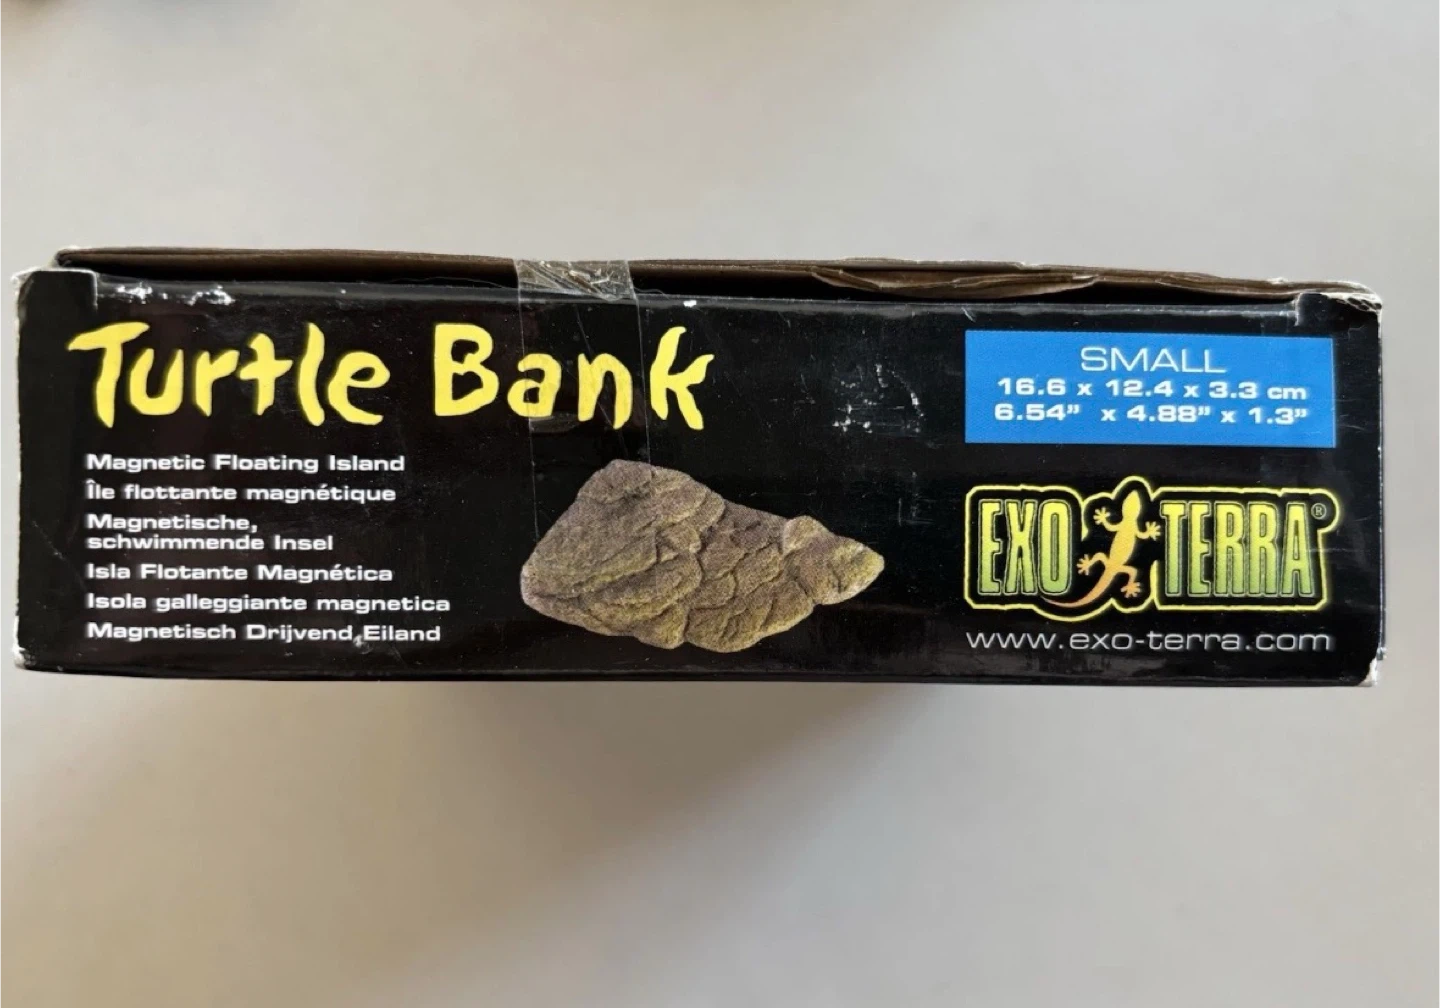 Turtle Bank
Magnetic Floating Island
Île flottante magnétique
Magnetische,
schwimmende Insel
Isla Flotante Magnética
Isola galleggiante magnetica
Magnetisch Drijvend Eiland
SMALL
16.6 x 12.4 x 3.3 cm
6.54” x 4.88” x 1.3”
EXO TERRA®
www.exo-terra.com